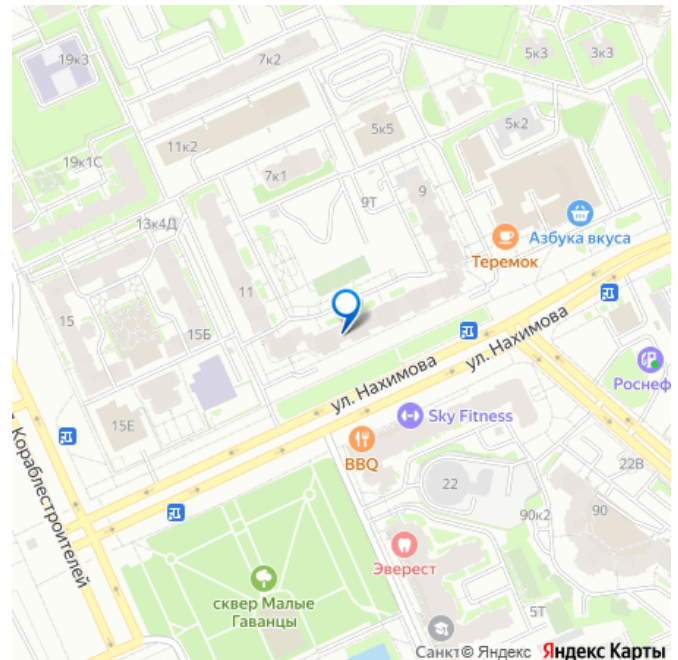 7к2
5к3
3к3
19к3
5к5
5к2
11к2
19к1С
7к1
9
9Т
13к4Д
Азбука вкуса
Теремок
11
15
15Б
ул. Нахимова
ул. Нахимова
Роснеф
Sky Fitness
15Е
BBQ
22В
22
Кораблестроителей
90к2
90
Эверест
сквер Малые
Гаванцы
5Т
Санкт© Яндекс Яндекс Карты